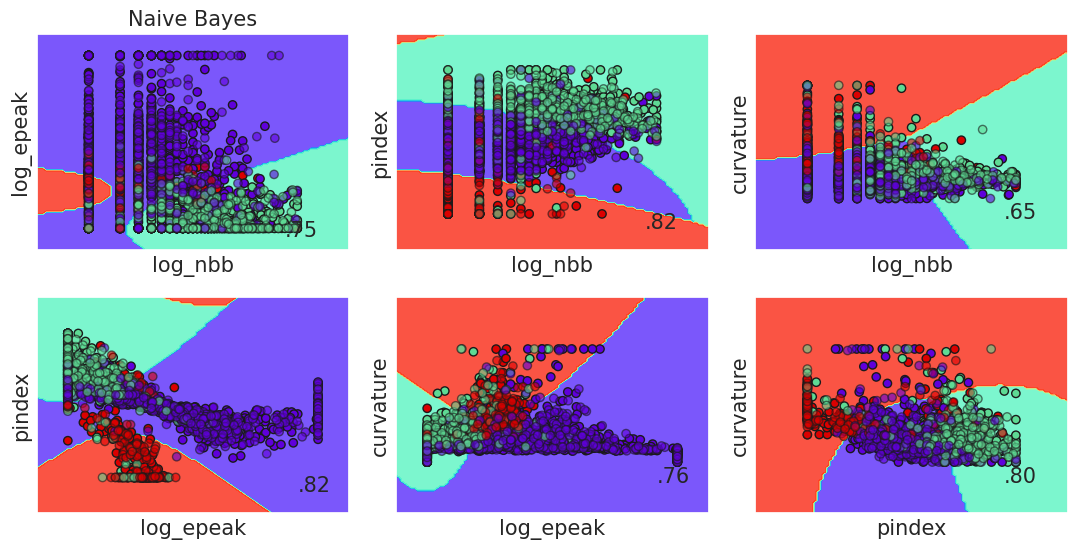 Naive Bayes
log_epeak
.75
log_nbb
pindex
.82
log_nbb
curvature
.65
log_nbb
pindex
.82
log_epeak
curvature
.76
log_epeak
curvature
.80
pindex